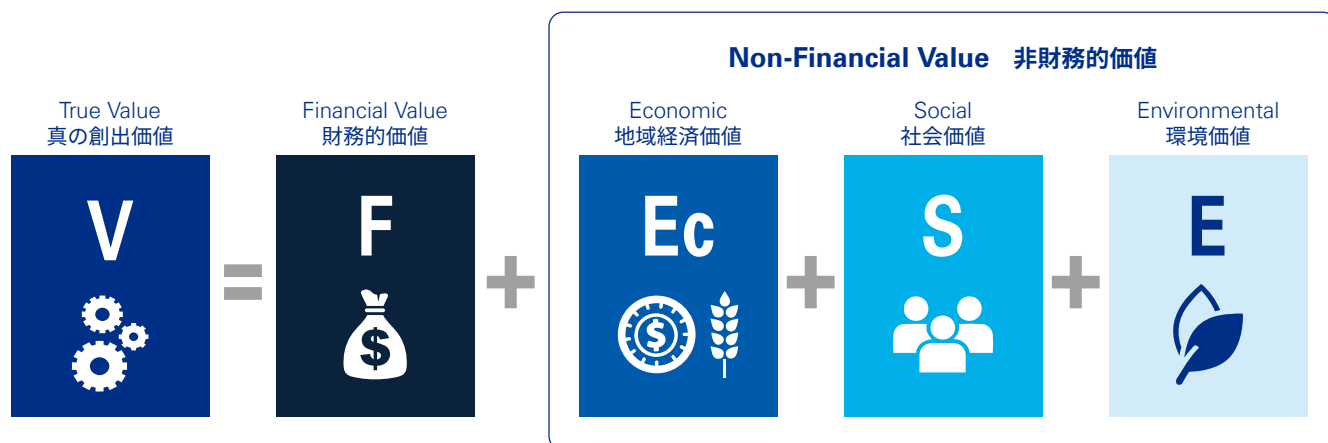 Non-Financial Value 非財務的価値
True Value
真の創出価値
Financial Value
財務的価値
Economic
地域経済価値
Social
社会価値
Environmental
環境価値
V
=
F
+
Ec
+
S
+
E
$
$